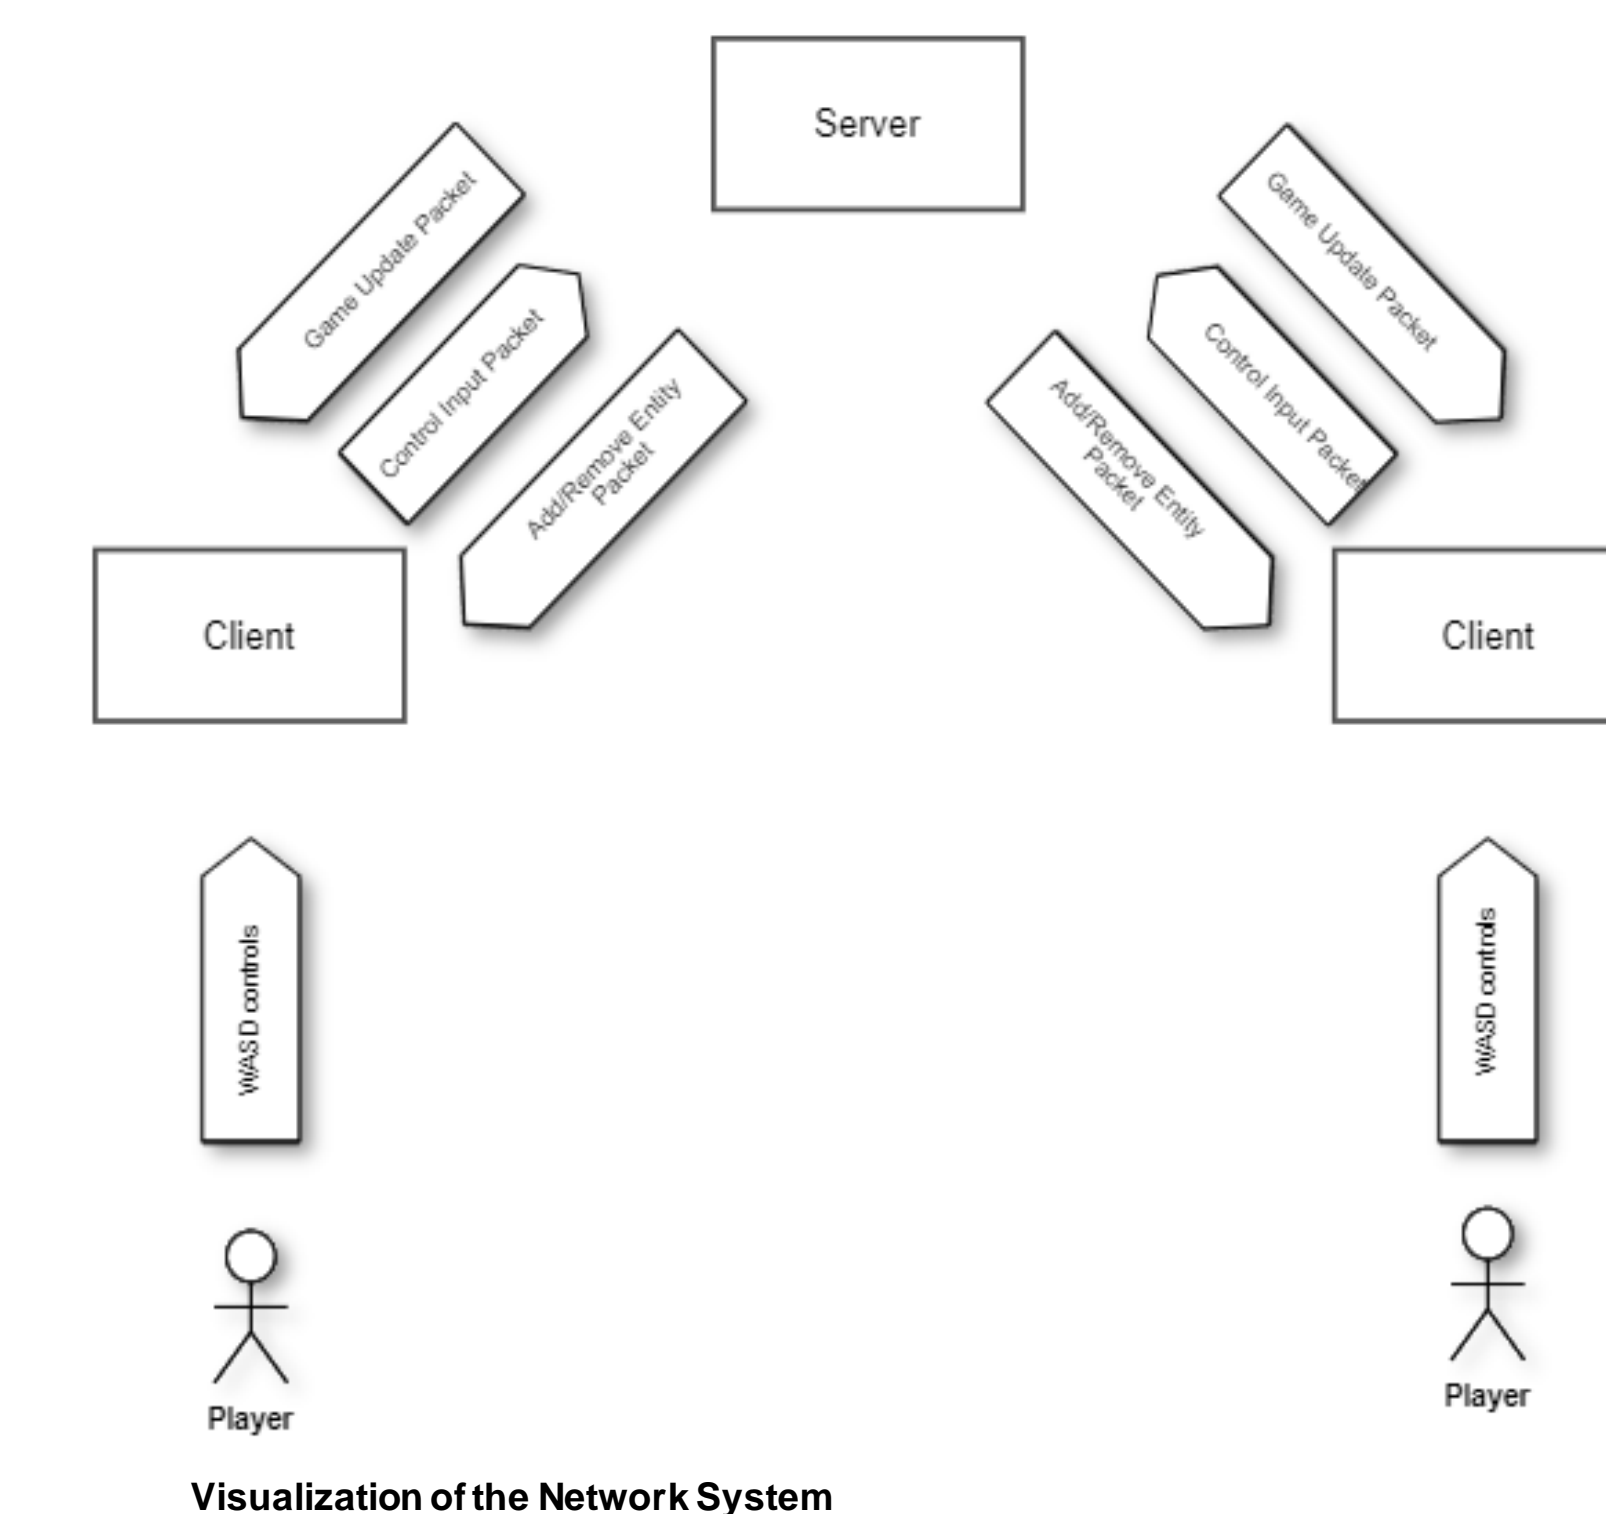 Server
Game Update Packet
Control Input Packet
Add/Remove Entity
Packet
Game Update Packet
Control Input Packet
Add/Remove Entity
Packet
Client
Client
WASD controls
WASD controls
Player
Player
Visualization of the Network System